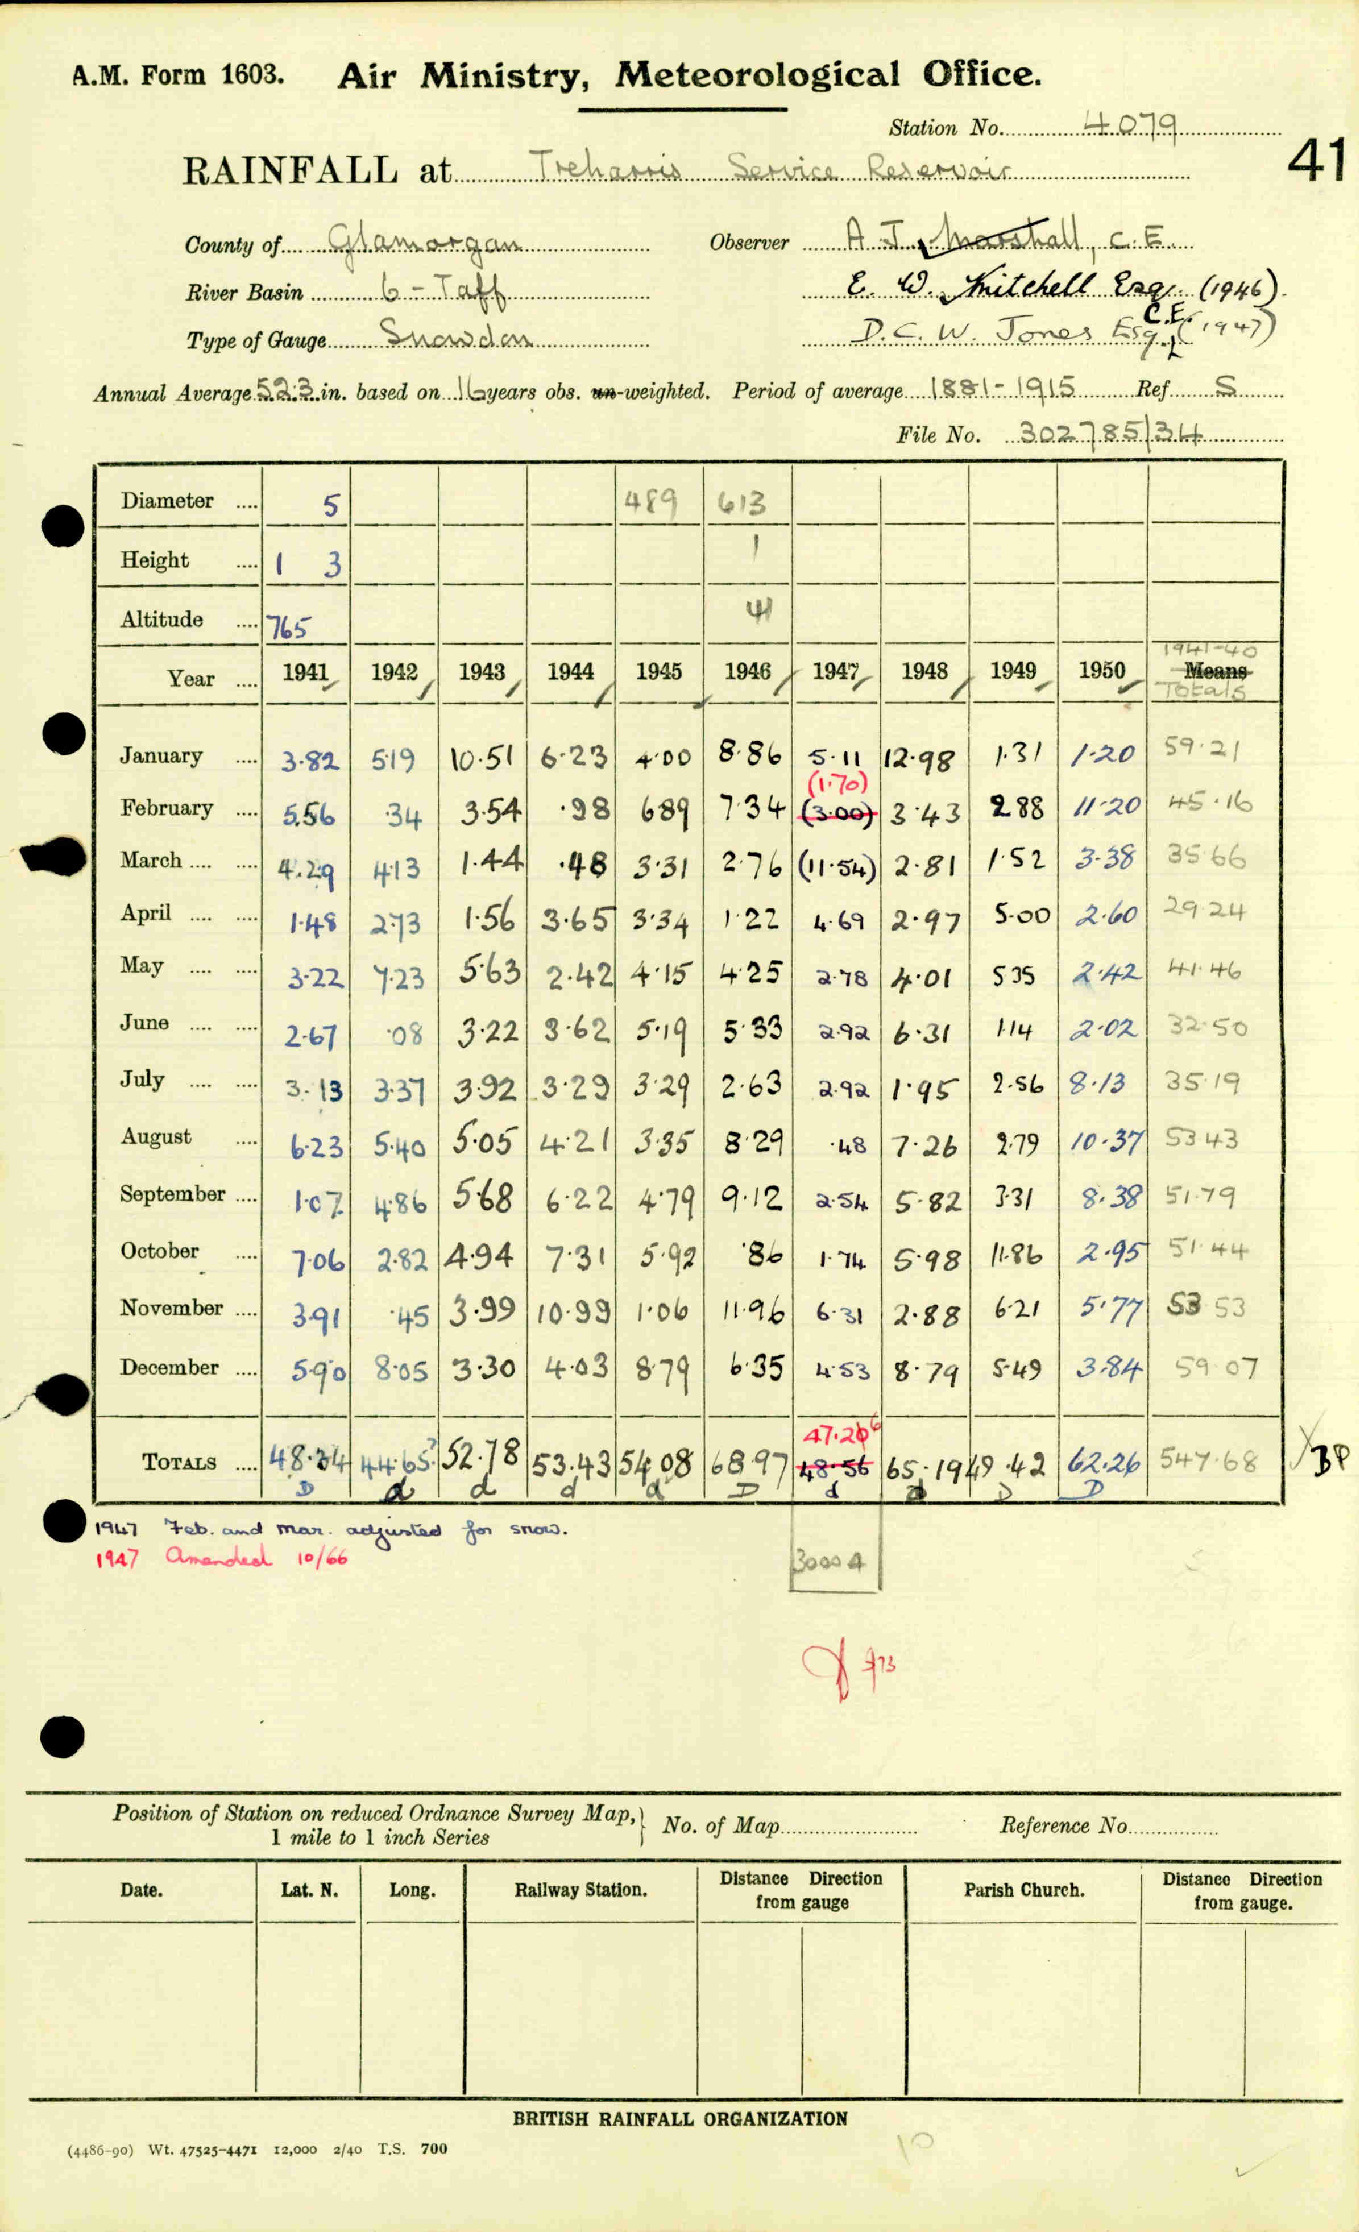 A.M. Form 1603. Air Ministry, Meteorological Office.
Station No. 4079
41
RAINFALL at Treharris Service Reservoir
County of Glamorgan Observer A J. Marshall, C.E.
River Basin 6 - Taff E. W. Mitchell Esq. (1946)
C.E.
Type of Gauge Snowdon D.C.W. Jones Esq. (1947)
Annual Average 52.3 in. based on 16 years obs. un-weighted. Period of average 1881-1915 Ref S
File No. 302785/34
Diameter .... 5 489 613
Height .... 1 3 1
Altitude .... 765 41
1941-40
Year .... 1941 1942 1943 1944 1945 1946 1947 1948 1949 1950 Means
Totals
January .... 3.82 5.19 10.51 6.23 4.00 8.86 5.11 12.98 1.31 1.20 59.21
(1.70)
February .... 5.56 .34 3.54 .98 6.89 7.34 (3.00) 3.43 2.88 11.20 45.16
March .... .... 4.29 4.13 1.44 .48 3.31 2.76 (11.54) 2.81 1.52 3.38 35.66
April .... .... 1.48 2.73 1.56 3.65 3.34 1.22 4.69 2.97 5.00 2.60 29.24
May .... .... 3.22 7.23 5.63 2.42 4.15 4.25 2.78 4.01 5.35 2.42 41.46
June .... .... 2.67 .08 3.22 3.62 5.19 5.33 2.92 6.31 1.14 2.02 32.50
July .... .... 3.13 3.37 3.92 3.29 3.29 2.63 2.92 1.95 2.56 8.13 35.19
August .... 6.23 5.40 5.05 4.21 3.35 8.29 .48 7.26 2.79 10.37 53.43
September .... 1.07 4.86 5.68 6.22 4.79 9.12 2.54 5.82 3.31 8.38 51.79
October .... 7.06 2.82 4.94 7.31 5.92 .86 1.74 5.98 11.86 2.95 51.44
November .... 3.91 .45 3.99 10.99 1.06 11.96 6.31 2.88 6.21 5.77 53.53
December .... 5.90 8.05 3.30 4.03 8.79 6.35 4.53 8.79 5.49 3.84 59.07
47.26
TOTALS .... 48.34 44.65 52.78 53.43 54.08 68.97 48.56 65.19 49.42 62.26 547.68 BP
D d d d d D d d D D
1947 Feb. and Mar. adjusted for snow.
1947 Amended 10/66
30004
Position of Station on reduced Ordnance Survey Map,
1 mile to 1 inch Series
No. of Map Reference No.
Date. Lat. N. Long. Railway Station. Distance Direction from gauge Parish Church. Distance Direction from gauge.
BRITISH RAINFALL ORGANIZATION
(4486-90) Wt. 47525-4471 12,000 2/40 T.S. 700
10